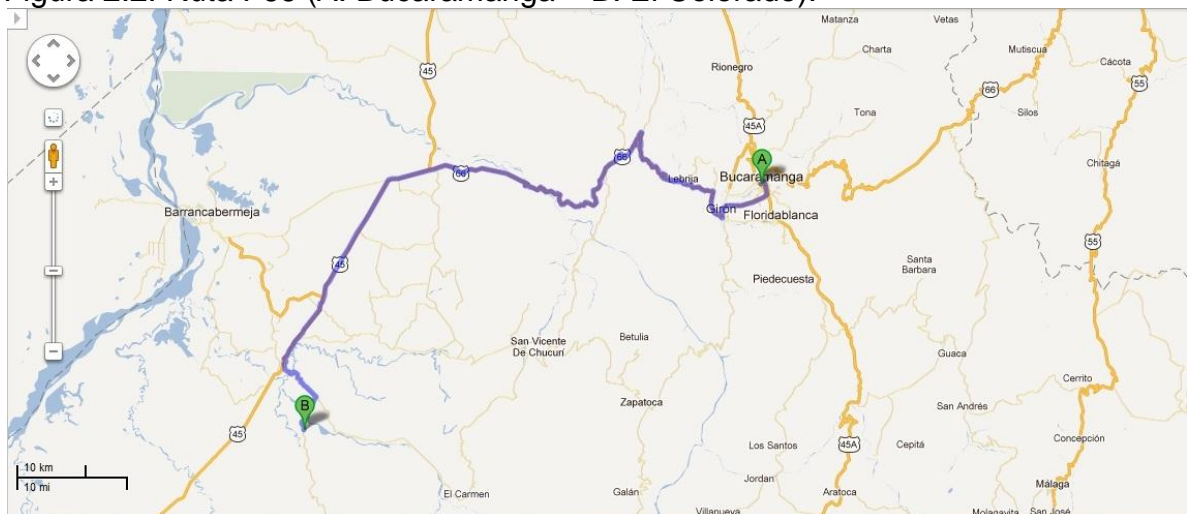 Figura 2.2. Ruta (A. Bucaramanga – B. El Colorado).
Matanza
Vetas
45
Rionegro
Charta
Mutiscua
Cácota
55
66
Silos
Tona
45A
A
66
66
Chitagá
Lebrija
Bucaramanga
Barrancabermeja
Girón
Floridablanca
55
45
Piedecuesta
Santa
Barbara
San Vicente
De Chucurí
Betulia
Guaca
Cerrito
B
Zapatoca
San Andrés
45
Los Santos
45A
Cepitá
Concepción
10 km
10 mi
El Carmen
Galán
Jordan
Aratoca
Málaga
Villanueva
Molagavita
San José